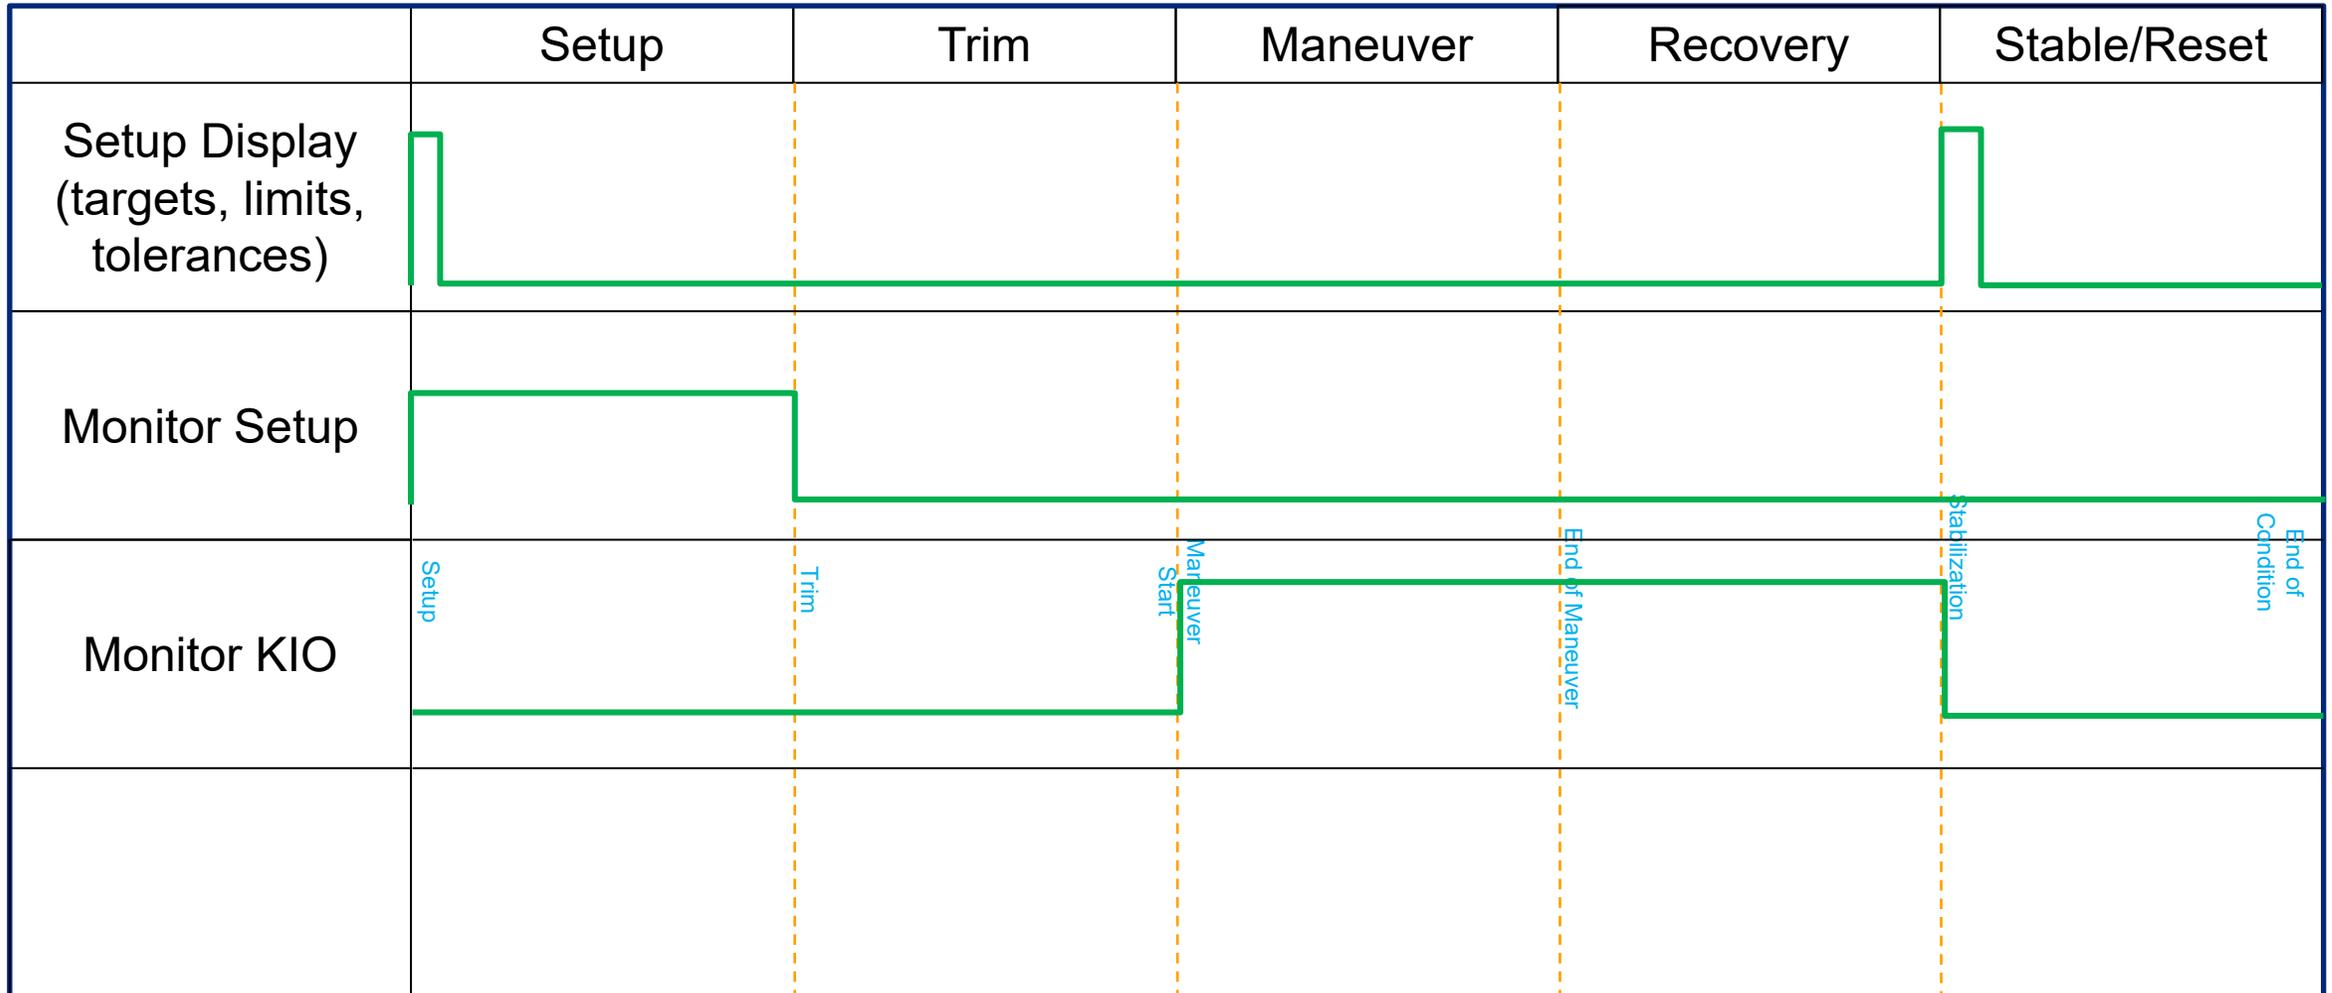 Setup
Trim
Maneuver
Recovery
Stable/Reset
Setup Display
(targets, limits,
tolerances)
Monitor Setup
Monitor KIO
Setup
Trim
Maneuver
Start
End of Maneuver
Stabilization
End of
Condition